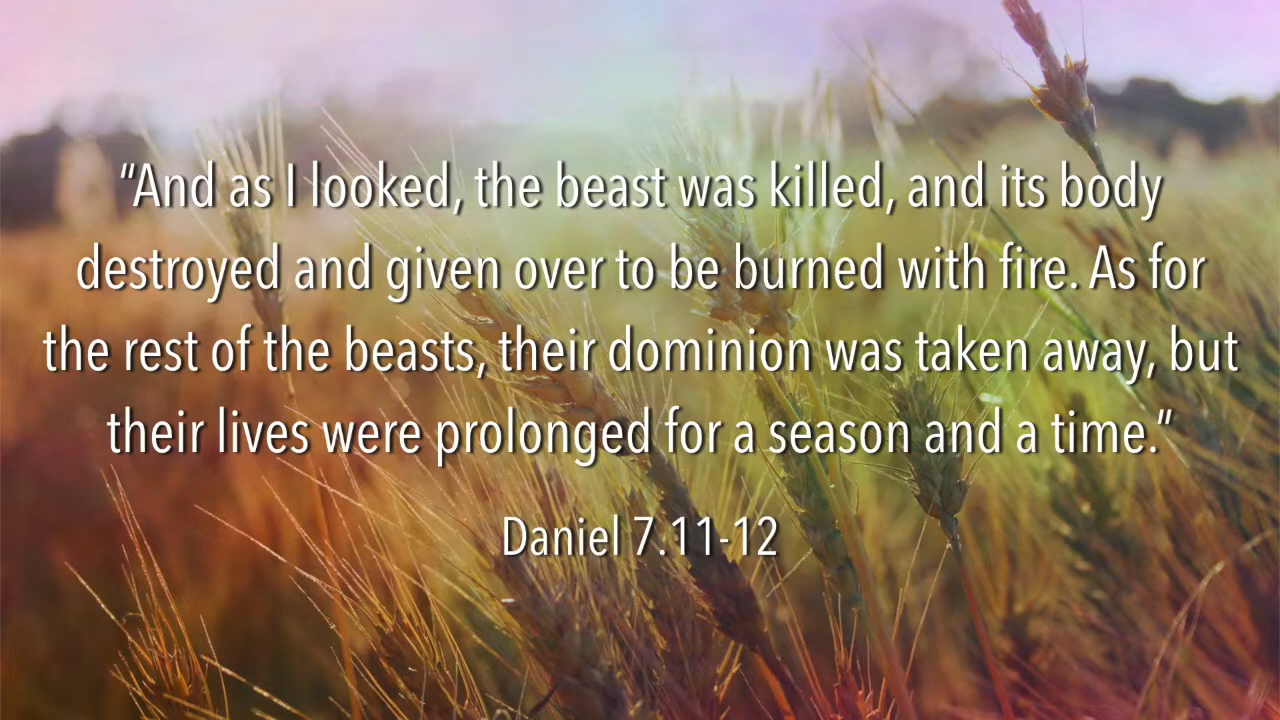 “And as I looked, the beast was killed, and its body
destroyed and given over to be burned with fire. As for
the rest of the beasts, their dominion was taken away, but
their lives were prolonged for a season and a time.”
Daniel 7.11-12